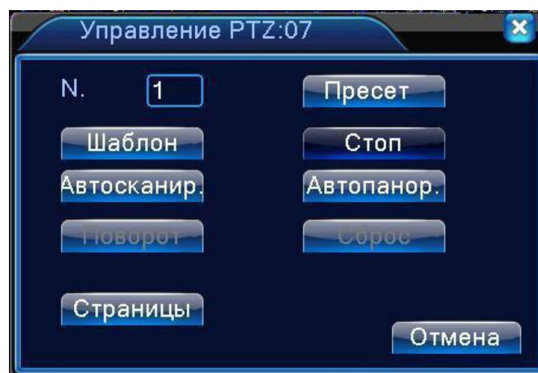 Управление PTZ:07
N. 1 Пресет
Шаблон Стоп
Автосканир. Автопанор.
Поворот Сброс
Страницы
Отмена